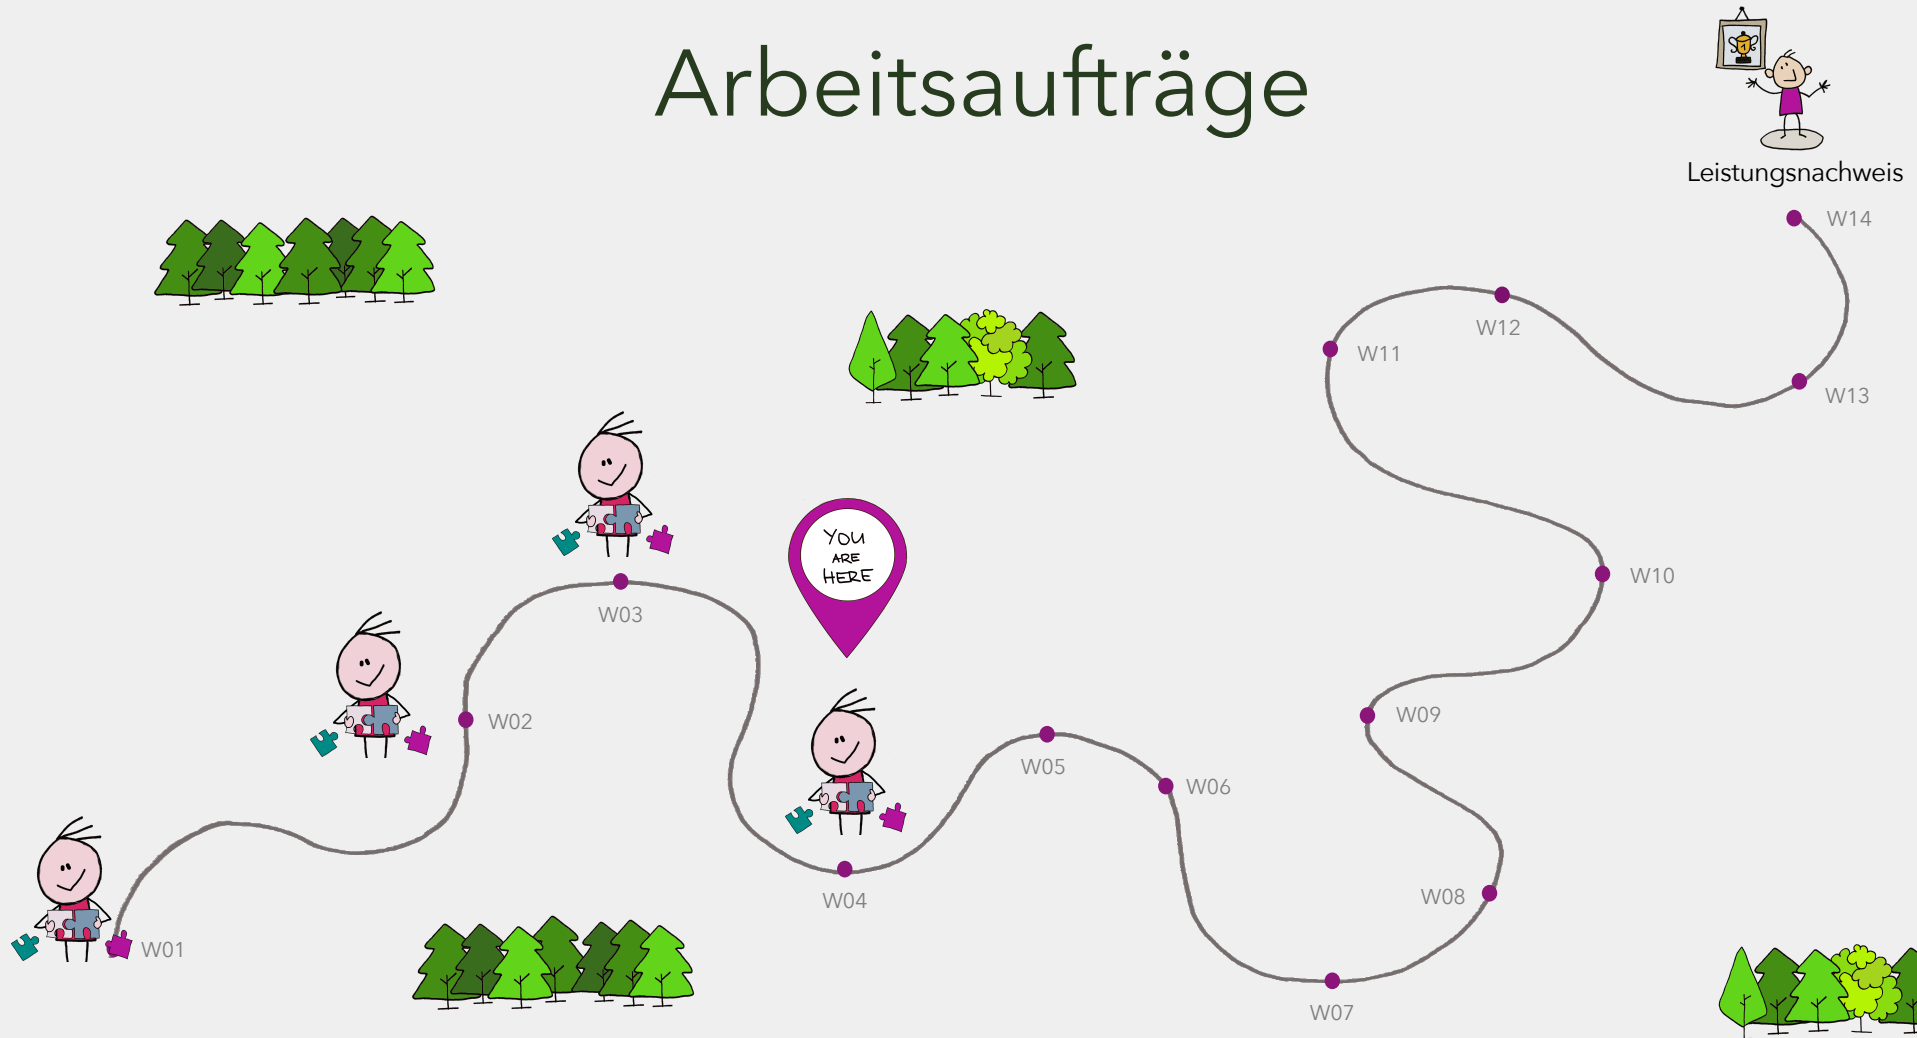 Arbeitsaufträge
Leistungsnachweis
W14
W12
W11
W13
YOU
ARE
HERE
W10
W03
W02
W09
W05
W06
W04
W08
W01
W07